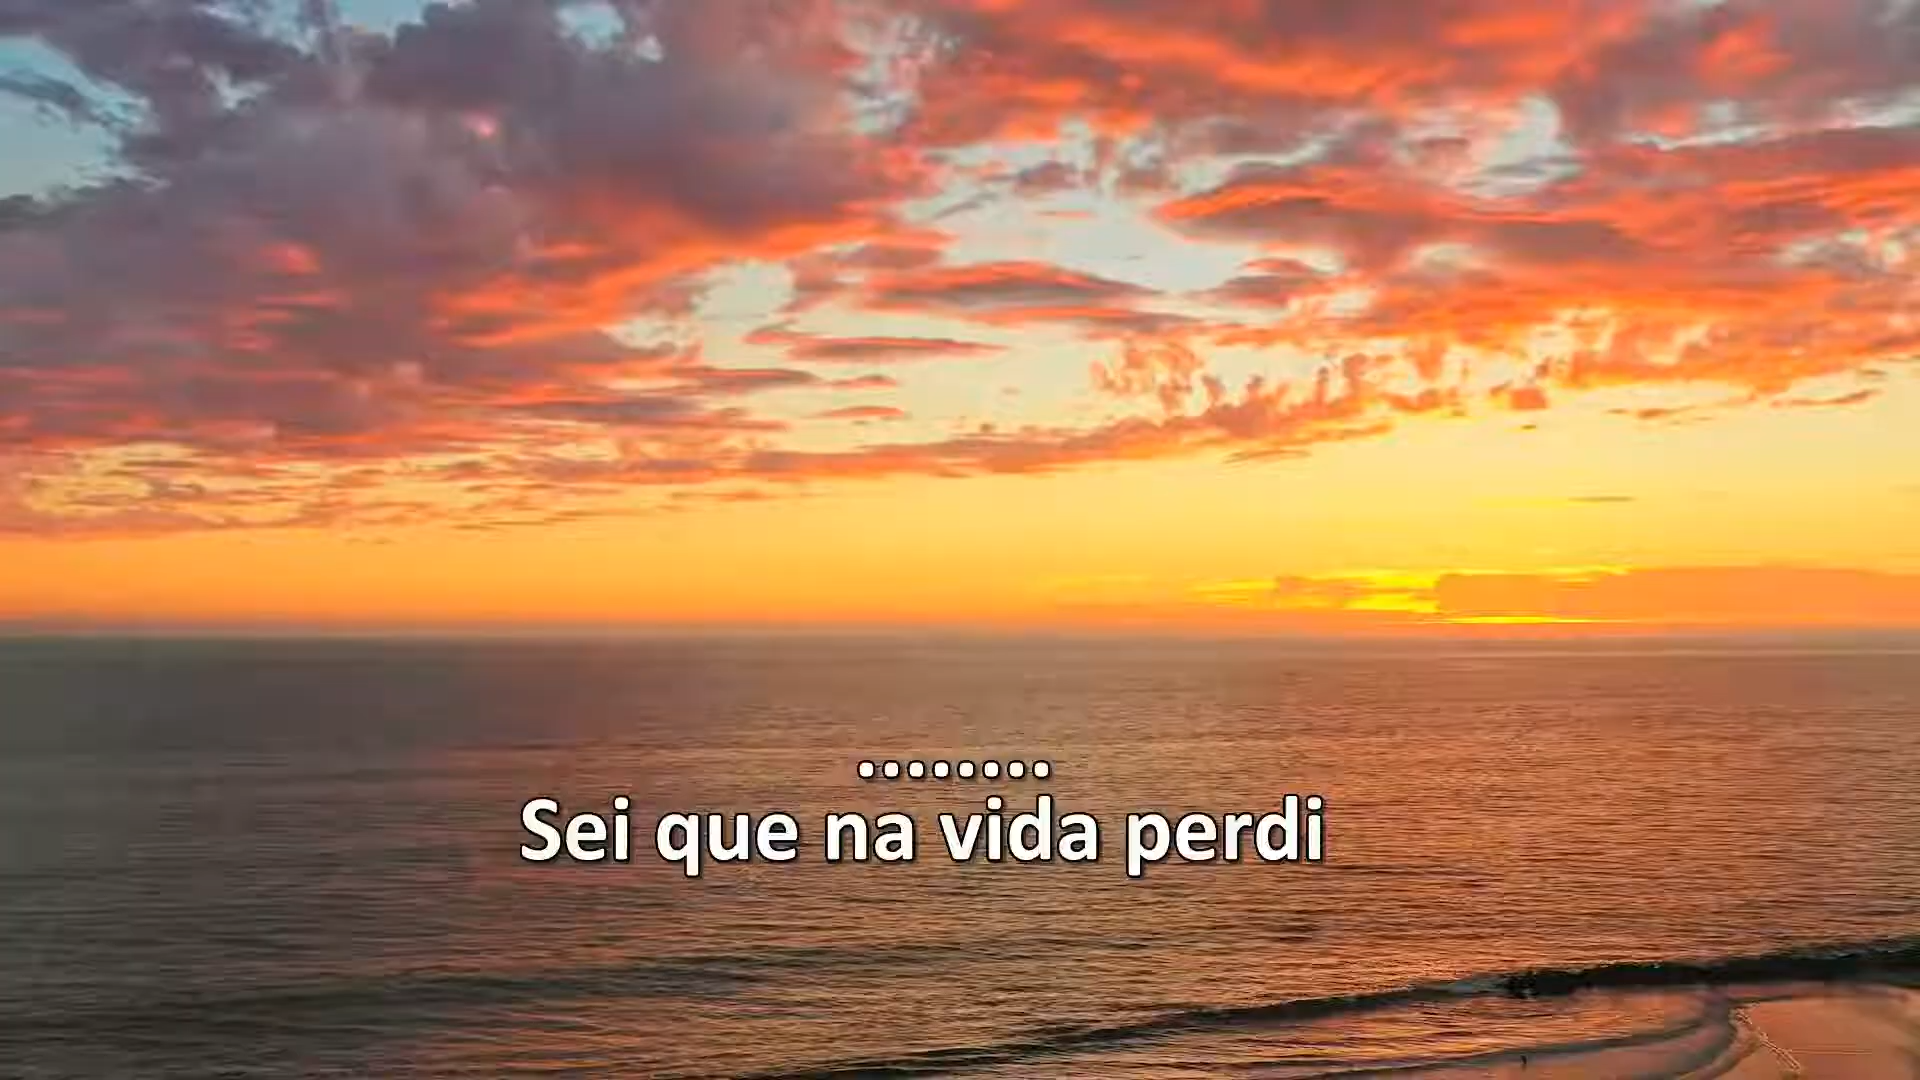 ........
Sei que na vida perdi